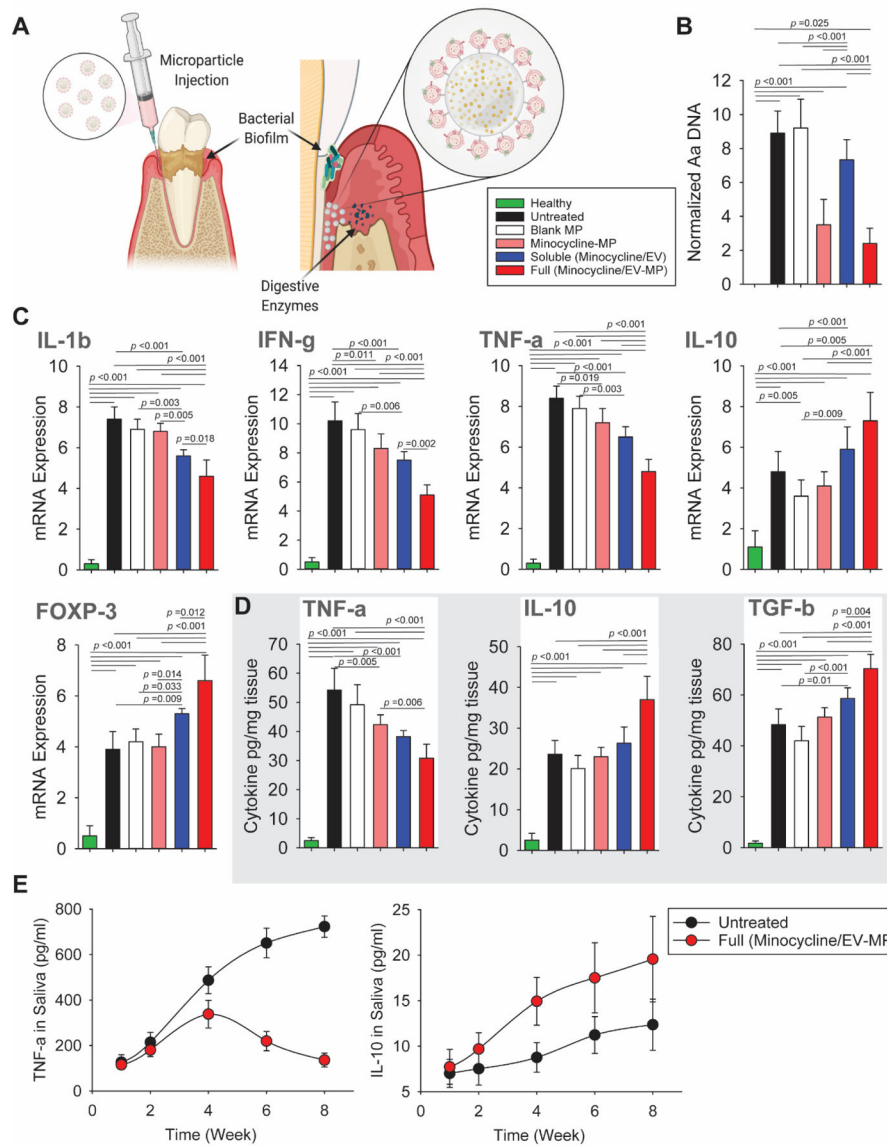 A
Microparticle
Injection
Bacterial
Biofilm
Digestive
Enzymes
Healthy
Untreated
Blank MP
Minocycline-MP
Soluble (Minocycline/EV)
Full (Minocycline/EV-MP)
B
p =0.025
p <0.001
p <0.001
p <0.001
Normalized Aa DNA
12
10
8
6
4
2
0
C
IL-1b
p <0.001
p <0.001
p <0.001
p =0.003
p =0.005
p =0.018
mRNA Expression
10
8
6
4
2
0
IFN-g
p <0.001
p =0.011
p <0.001
p <0.001
p =0.006
p =0.002
mRNA Expression
14
12
10
8
6
4
2
0
TNF-a
p <0.001
p <0.001
p <0.001
p =0.019
p =0.003
mRNA Expression
10
8
6
4
2
0
IL-10
p <0.001
p =0.005
p <0.001
p <0.001
p =0.005
p =0.009
mRNA Expression
10
8
6
4
2
0
FOXP-3
p =0.012
p <0.001
p <0.001
p =0.014
p =0.033
p =0.009
mRNA Expression
8
6
4
2
0
D
TNF-a
p <0.001
p <0.001
p <0.001
p =0.005
p =0.006
Cytokine pg/mg tissue
70
60
50
40
30
20
10
0
IL-10
p <0.001
p <0.001
Cytokine pg/mg tissue
50
40
30
20
10
0
TGF-b
p =0.004
p <0.001
p <0.001
p <0.001
p =0.01
Cytokine pg/mg tissue
80
60
40
20
0
E
TNF-a in Saliva (pg/ml)
800
600
400
200
0
0 2 4 6 8
Time (Week)
IL-10 in Saliva (pg/ml)
25
20
15
10
5
0 2 4 6 8
Time (Week)
Untreated
Full (Minocycline/EV-MP